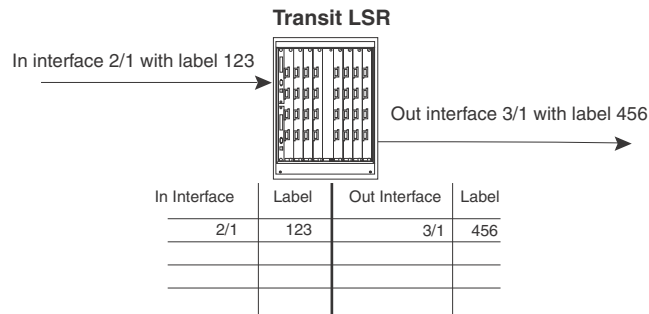 Transit LSR
In interface 2/1 with label 123
Out interface 3/1 with label 456
In Interface Label Out Interface Label
2/1 123 3/1 456